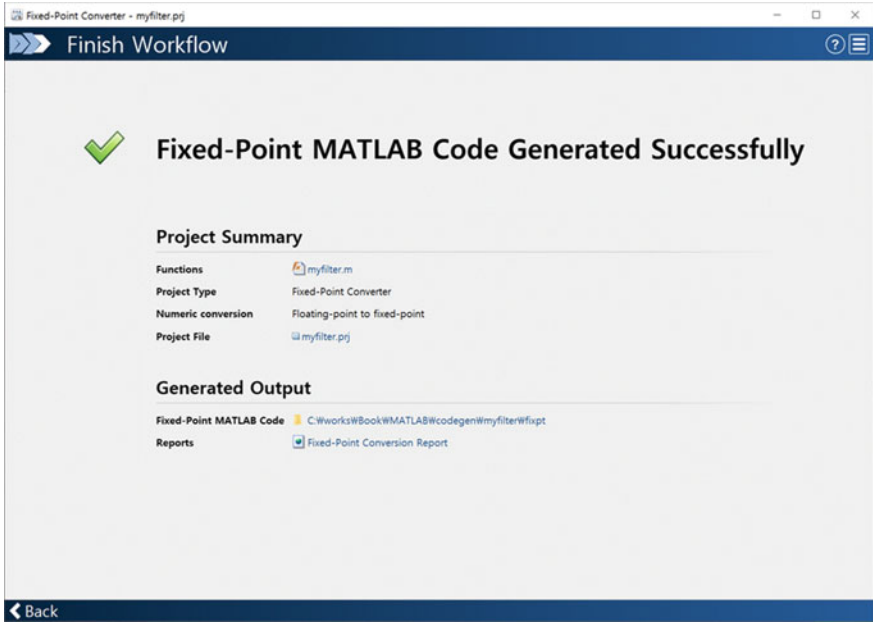 Fixed-Point Converter - myfilter.prj
Finish Workflow
Fixed-Point MATLAB Code Generated Successfully
Project Summary
Functions myfilter.m
Project Type Fixed-Point Converter
Numeric conversion Floating-point to fixed-point
Project File myfilter.prj
Generated Output
Fixed-Point MATLAB Code C:₩works₩Book₩MATLAB₩codegen₩myfilter₩fixpt
Reports Fixed-Point Conversion Report
Back